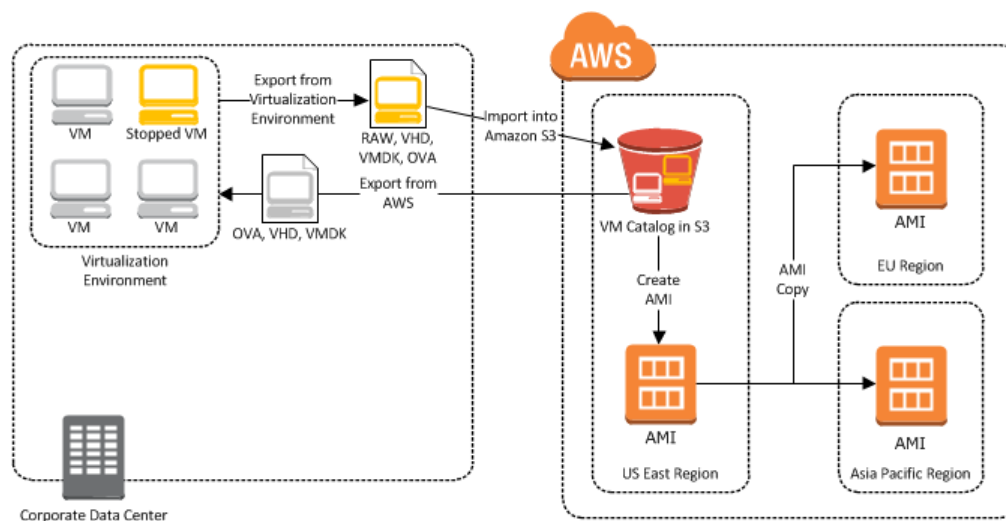 AWS
VM
Stopped VM
VM
VM
Virtualization
Environment
Export from
Virtualization
Environment
RAW, VHD,
VMDK, OVA
Import into
Amazon S3
Export from
AWS
OVA, VHD, VMDK
VM Catalog in S3
Create
AMI
AMI
US East Region
AMI
Copy
AMI
EU Region
AMI
Asia Pacific Region
Corporate Data Center